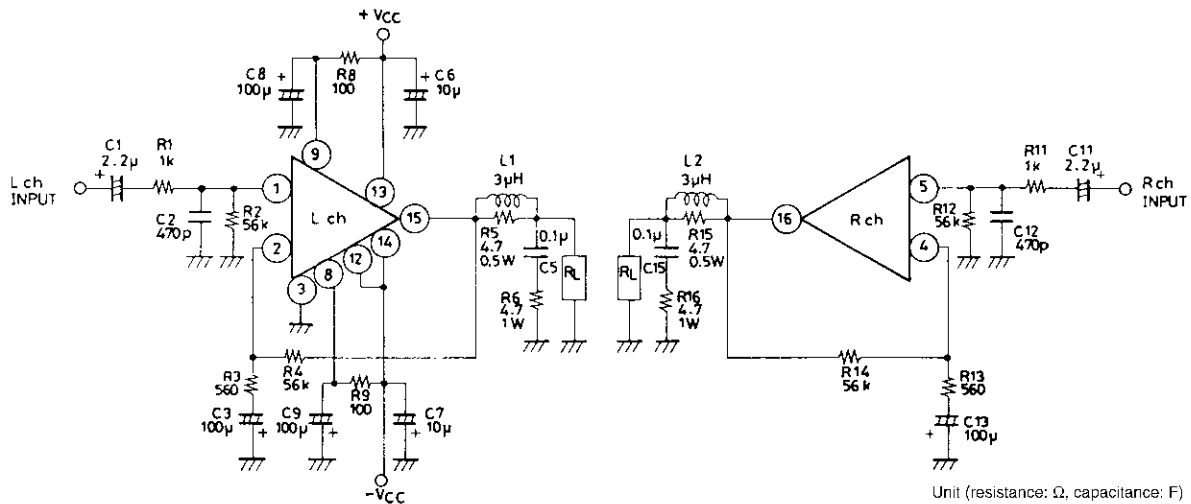 + VCC
C8
100μ
R8
100
C6
10μ
C1
2.2μ
R1
1k
L ch
INPUT
C2
470p
R2
56k
1
2
3
9
13
15
14
12
8
L ch
L1
3μH
R5
4.7
0.5W
0.1μ
C5
R6
4.7
1W
RL
R3
560
R4
56k
C3
100μ
C9
100μ
R9
100
C7
10μ
-VCC
L2
3μH
0.1μ
RL
C15
R15
4.7
0.5W
R16
4.7
1W
16
R ch
5
4
R12
56k
R11
1k
C11
2.2μ
C12
470p
R ch
INPUT
R14
56k
R13
560
C13
100μ
+
+
+
+
+
+
+
+
Unit (resistance: Ω, capacitance: F)